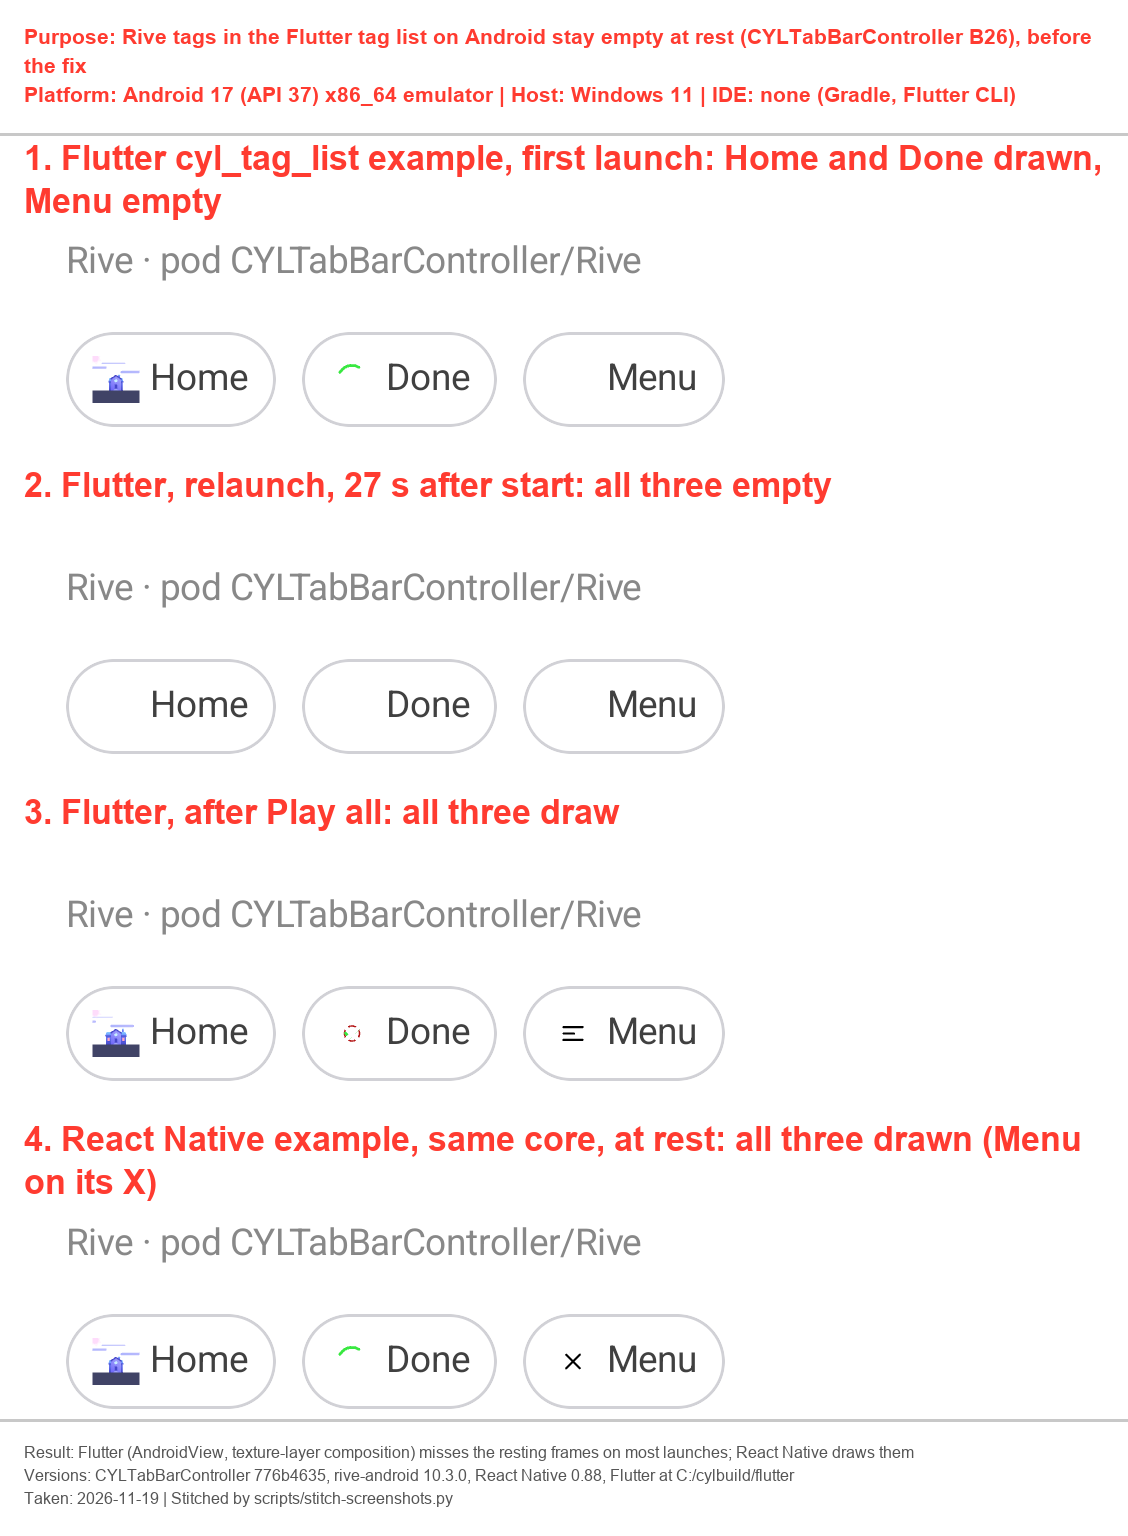 Purpose: Rive tags in the Flutter tag list on Android stay empty at rest (CYLTabBarController B26), before
the fix
Platform: Android 17 (API 37) x86_64 emulator | Host: Windows 11 | IDE: none (Gradle, Flutter CLI)
1. Flutter cyl_tag_list example, first launch: Home and Done drawn,
Menu empty
Rive · pod CYLTabBarController/Rive
Home Done Menu
2. Flutter, relaunch, 27 s after start: all three empty
Rive · pod CYLTabBarController/Rive
Home Done Menu
3. Flutter, after Play all: all three draw
Rive · pod CYLTabBarController/Rive
Home Done Menu
4. React Native example, same core, at rest: all three drawn (Menu
on its X)
Rive · pod CYLTabBarController/Rive
Home Done Menu
Result: Flutter (AndroidView, texture-layer composition) misses the resting frames on most launches; React Native draws them
Versions: CYLTabBarController 776b4635, rive-android 10.3.0, React Native 0.88, Flutter at C:/cylbuild/flutter
Taken: 2026-11-19 | Stitched by scripts/stitch-screenshots.py